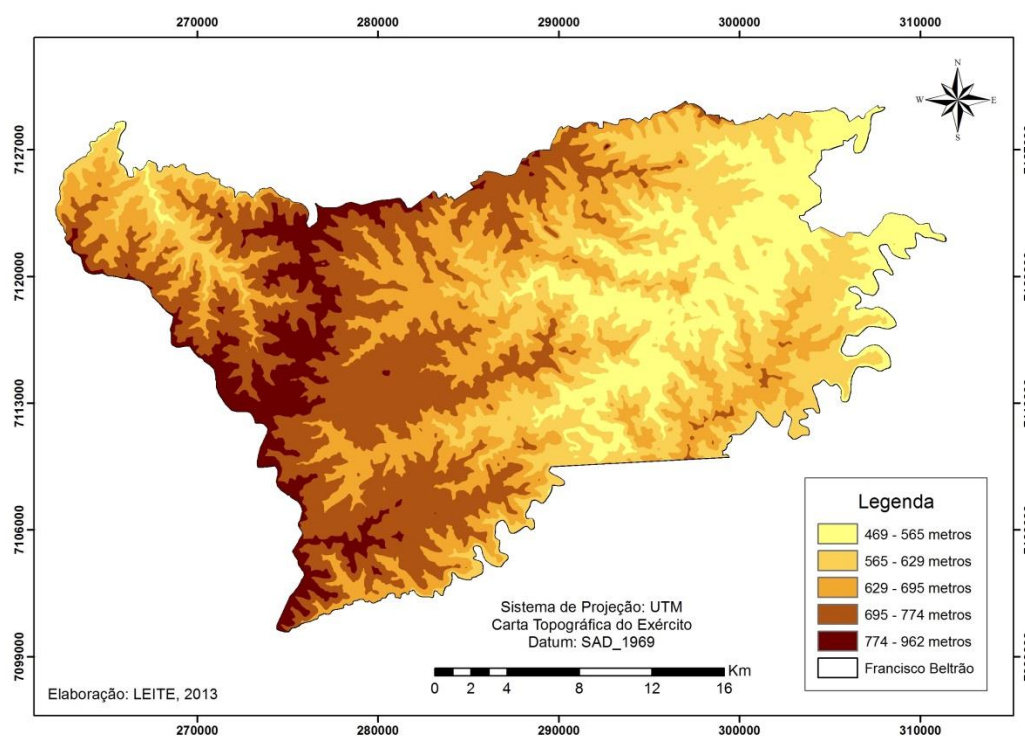 270000 280000 290000 300000 310000
N
W E
S
7127000
7120000
7113000
7106000
7099000
Legenda
469 - 565 metros
565 - 629 metros
629 - 695 metros
695 - 774 metros
774 - 962 metros
Francisco Beltrão
Sistema de Projeção: UTM
Carta Topográfica do Exército
Datum: SAD_1969
Km
0 2 4 8 12 16
Elaboração: LEITE, 2013
270000 280000 290000 300000 310000